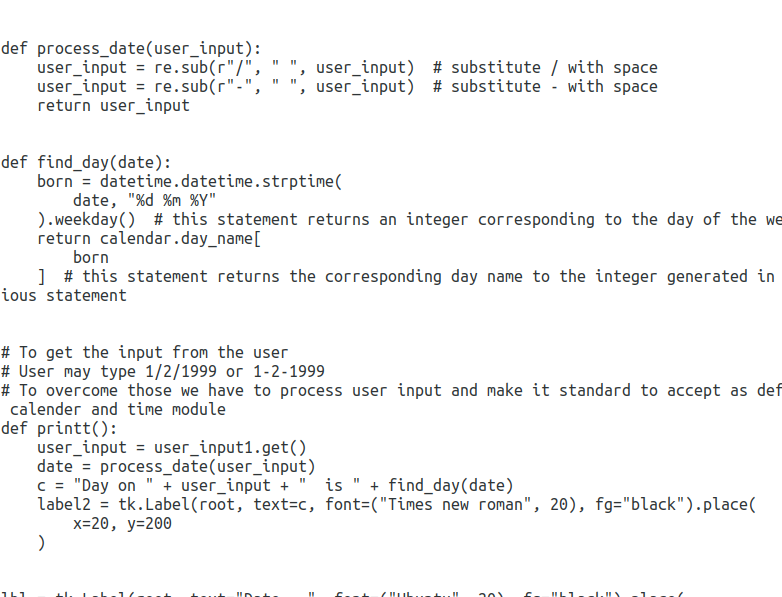 def process_date(user_input):
    user_input = re.sub(r"/", " ", user_input)  # substitute / with space
    user_input = re.sub(r"-", " ", user_input)  # substitute - with space
    return user_input
def find_day(date):
    born = datetime.datetime.strptime(
        date, "%d %m %Y"
    ).weekday()  # this statement returns an integer corresponding to the day of the we
    return calendar.day_name[
        born
    ]  # this statement returns the corresponding day name to the integer generated in
ious statement
# To get the input from the user
# User may type 1/2/1999 or 1-2-1999
# To overcome those we have to process user input and make it standard to accept as def
 calender and time module
def printt():
    user_input = user_input1.get()
    date = process_date(user_input)
    c = "Day on " + user_input + "  is " + find_day(date)
    label2 = tk.Label(root, text=c, font=("Times new roman", 20), fg="black").place(
        x=20, y=200
    )